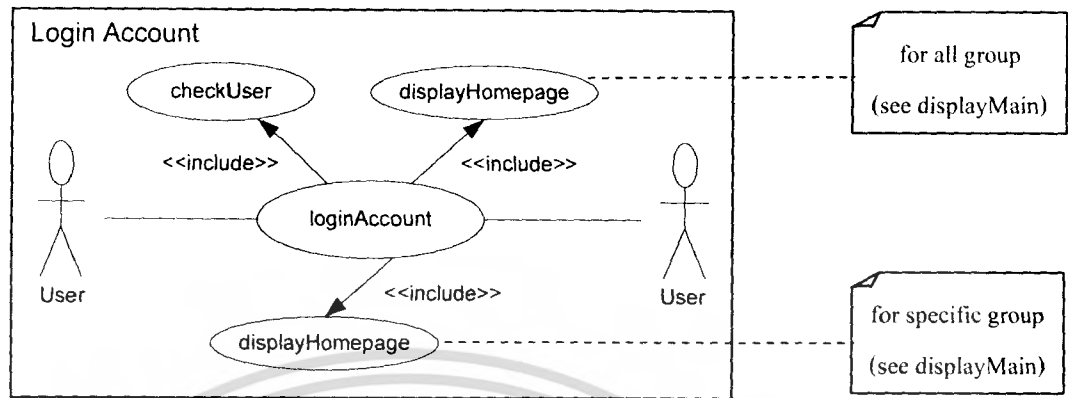 Login Account
checkUser
displayHomepage
for all group
(see displayMain)
<<include>>
<<include>>
loginAccount
User
User
<<include>>
displayHomepage
for specific group
(see displayMain)